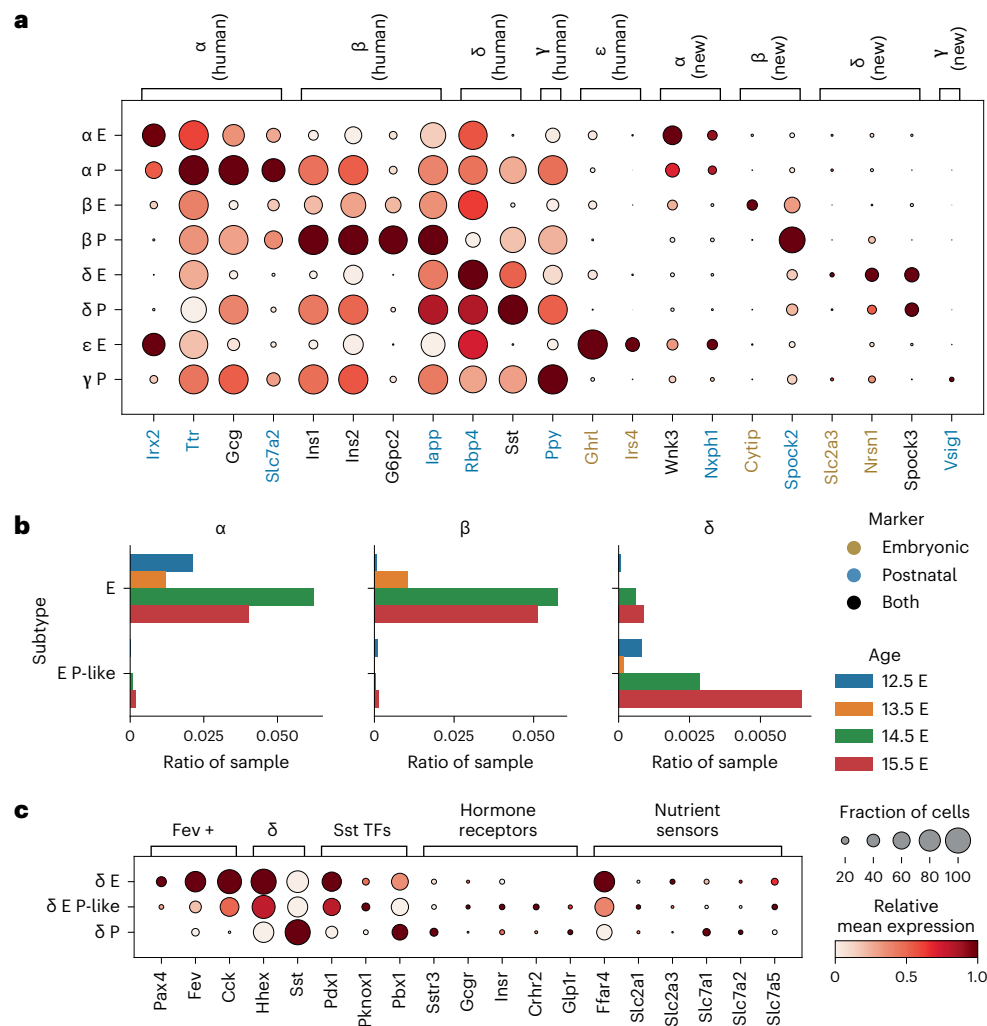 a
α (human)
β (human)
δ (human)
γ (human)
ε (human)
α (new)
β (new)
δ (new)
γ (new)
α E
α P
β E
β P
δ E
δ P
ε E
γ P
Irx2
Ttr
Gcg
Slc7a2
Ins1
Ins2
G6pc2
Iapp
Rbp4
Sst
Ppy
Ghrl
Irs4
Wnk3
Nxph1
Cytip
Spock2
Slc2a3
Nrsn1
Spock3
Vsig1
b
α
β
δ
Subtype
E
E P-like
0
0.025
0.050
0
0.025
0.050
0
0.0025
0.0050
Ratio of sample
Ratio of sample
Ratio of sample
Marker
Embryonic
Postnatal
Both
Age
12.5 E
13.5 E
14.5 E
15.5 E
c
Fev +
δ
Sst TFs
Hormone
receptors
Nutrient
sensors
δ E
δ E P-like
δ P
Pax4
Fev
Cck
Hhex
Sst
Pdx1
Pknox1
Pbx1
Sstr3
Gcgr
Insr
Crhr2
Glp1r
Ffar4
Slc2a1
Slc2a3
Slc7a1
Slc7a2
Slc7a5
Fraction of cells
20 40 60 80 100
Relative
mean expression
0 0.5 1.0